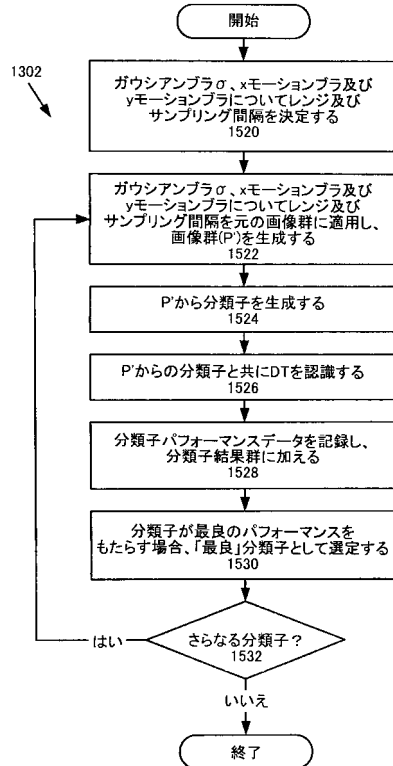 開始
1302
ガウシアンブラσ、xモーションブラ及び
yモーションブラについてレンジ及び
サンプリング間隔を決定する
1520
ガウシアンブラσ、xモーションブラ及び
yモーションブラについてレンジ及び
サンプリング間隔を元の画像群に適用し、
画像群(P')を生成する
1522
P'から分類子を生成する
1524
P'からの分類子と共にDTを認識する
1526
分類子パフォーマンスデータを記録し、
分類子結果群に加える
1528
分類子が最良のパフォーマンスを
もたらす場合、「最良」分類子として選定する
1530
さらなる分類子？
1532
はい
いいえ
終了